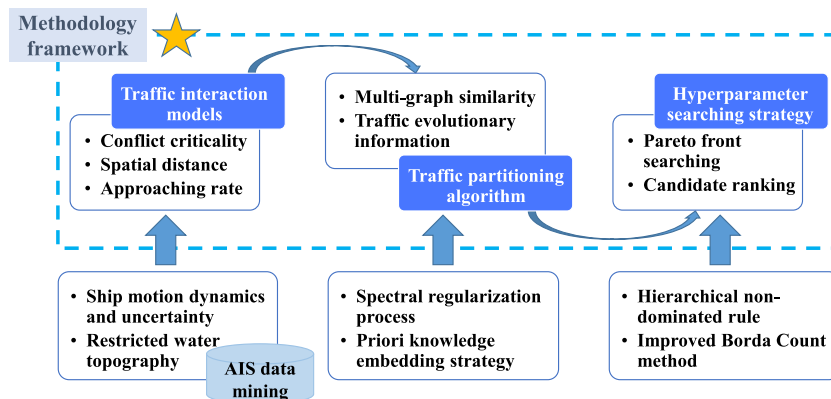 Methodology
framework
Traffic interaction
models
• Conflict criticality
• Spatial distance
• Approaching rate
• Multi-graph similarity
• Traffic evolutionary
information
Traffic partitioning
algorithm
Hyperparameter
searching strategy
• Pareto front
searching
• Candidate ranking
• Ship motion dynamics
and uncertainty
• Restricted water
topography
AIS data
mining
• Spectral regularization
process
• Priori knowledge
embedding strategy
• Hierarchical non-
dominated rule
• Improved Borda Count
method